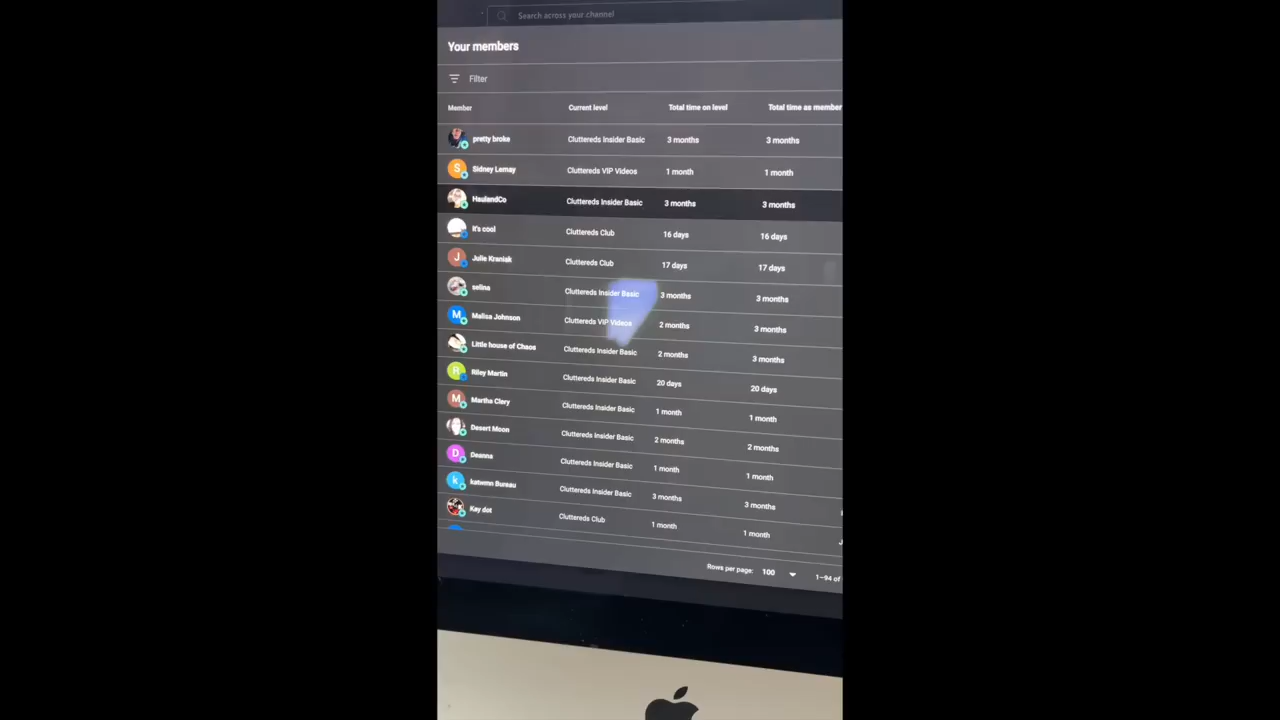 Search across your channel
Your members
Filter
Member Current level Total time on level Total time as member
pretty broke Cluttereds Insider Basic 3 months 3 months
S Sidney Lemay Cluttereds VIP Videos 1 month 1 month
HaulandCo Cluttereds Insider Basic 3 months 3 months
It's cool Cluttereds Club 16 days 16 days
J Julie Kraniak Cluttereds Club 17 days 17 days
selina Cluttereds Insider Basic 3 months 3 months
M Malisa Johnson Cluttereds VIP Videos 2 months 3 months
Little house of Chaos Cluttereds Insider Basic 2 months 3 months
R Riley Martin Cluttereds Insider Basic 20 days 20 days
M Martha Clery Cluttereds Insider Basic 1 month 1 month
Desert Moon Cluttereds Insider Basic 2 months 2 months
D Deanna Cluttereds Insider Basic 1 month 1 month
k katwmn Bureau Cluttereds Insider Basic 3 months 3 months
Kay dot Cluttereds Club 1 month 1 month
Rows per page: 100 1–94 of